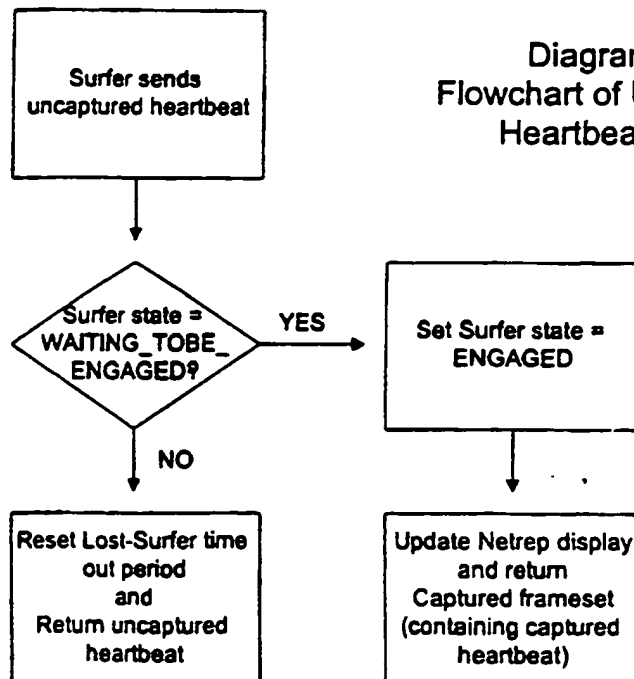 Diagra
Flowchart of
Heartbea
Surfer sends
uncaptured heartbeat
Surfer state =
WAITING_TOBE_
ENGAGED?
YES
Set Surfer state =
ENGAGED
NO
Reset Lost-Surfer time
out period
and
Return uncaptured
heartbeat
Update Netrep display
and return
Captured frameset
(containing captured
heartbeat)